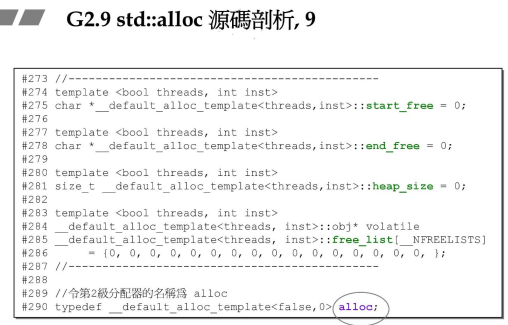 G2.9 std::alloc 源碼剖析, 9
#273 //----------------------------------------------
#274 template <bool threads, int inst>
#275 char *__default_alloc_template<threads,inst>::start_free = 0;
#276
#277 template <bool threads, int inst>
#278 char *__default_alloc_template<threads,inst>::end_free = 0;
#279
#280 template <bool threads, int inst>
#281 size_t __default_alloc_template<threads,inst>::heap_size = 0;
#282
#283 template <bool threads, int inst>
#284 __default_alloc_template<threads, inst>::obj* volatile
#285 __default_alloc_template<threads, inst>::free_list[__NFREELISTS]
#286 = {0, 0, 0, 0, 0, 0, 0, 0, 0, 0, 0, 0, 0, 0, 0, 0, };
#287 //----------------------------------------------
#288
#289 //令第2級分配器的名稱爲 alloc
#290 typedef __default_alloc_template<false,0> alloc;